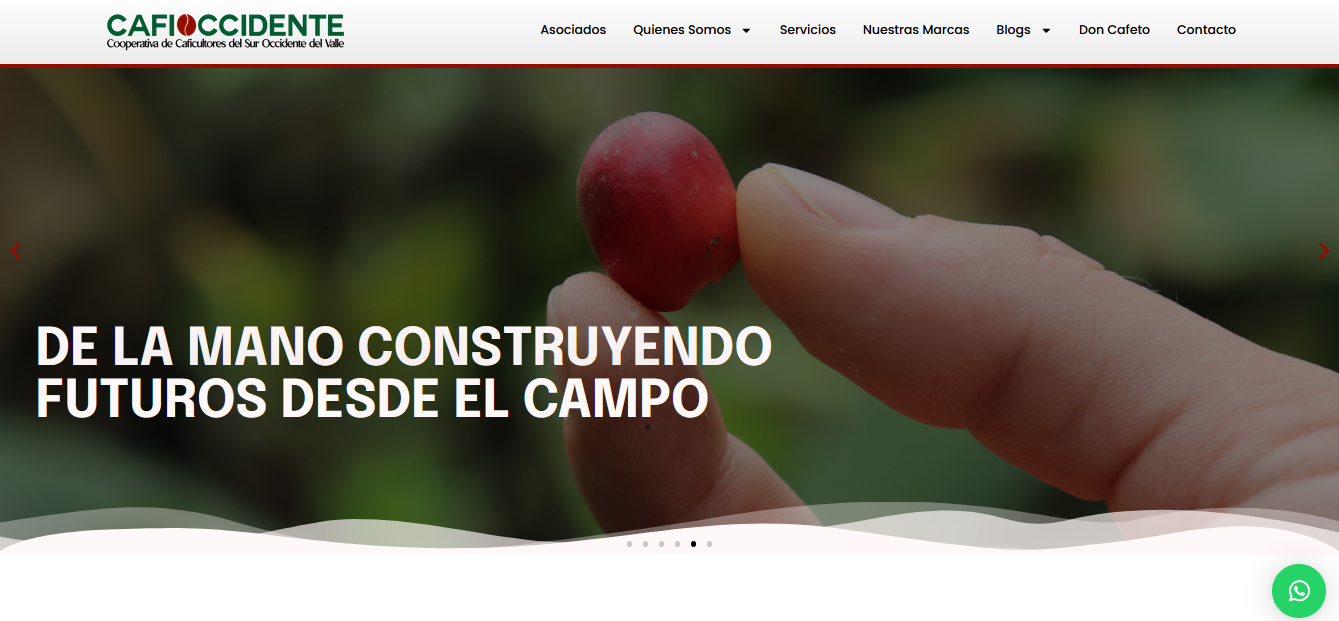 CAFIOCCIDENTE
Cooperativa de Caficultores del Sur Occidente del Valle
Asociados Quienes Somos Servicios Nuestras Marcas Blogs Don Cafeto Contacto
DE LA MANO CONSTRUYENDO
FUTUROS DESDE EL CAMPO